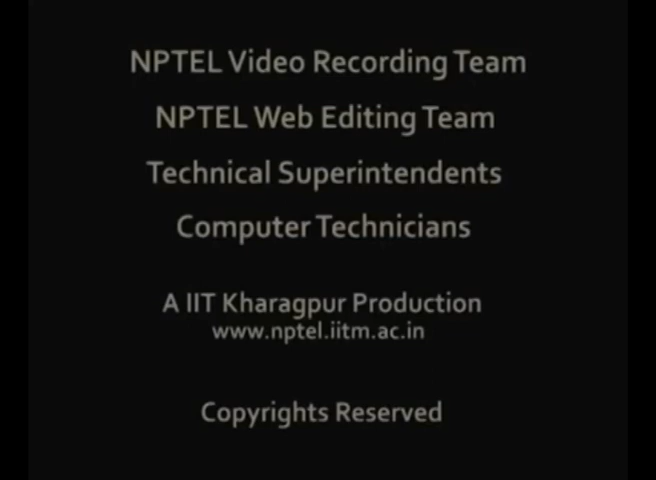 NPTEL Video Recording Team
NPTEL Web Editing Team
Technical Superintendents
Computer Technicians
A IIT Kharagpur Production
www.nptel.iitm.ac.in
Copyrights Reserved